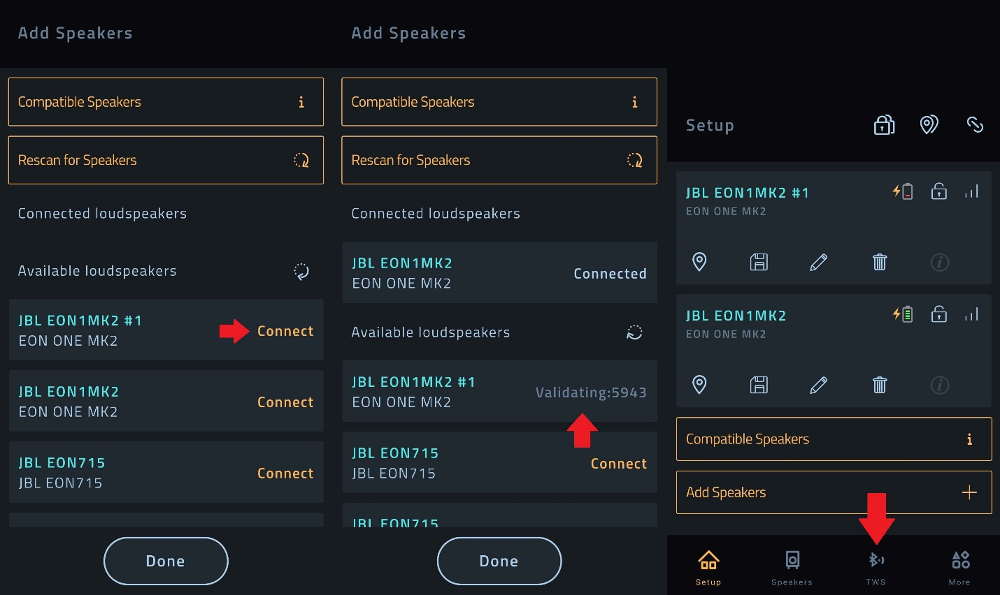 Add Speakers
Compatible Speakers
Rescan for Speakers
Connected loudspeakers
Available loudspeakers
JBL EON1MK2 #1
EON ONE MK2
Connect
JBL EON1MK2
EON ONE MK2
Connect
JBL EON715
JBL EON715
Connect
Done
Add Speakers
Compatible Speakers
Rescan for Speakers
Connected loudspeakers
JBL EON1MK2
EON ONE MK2
Connected
Available loudspeakers
JBL EON1MK2 #1
EON ONE MK2
Validating:5943
JBL EON715
JBL EON715
Connect
JBL EON715
Done
Setup
JBL EON1MK2 #1
EON ONE MK2
JBL EON1MK2
EON ONE MK2
Compatible Speakers
Add Speakers
Setup
Speakers
TWS
More